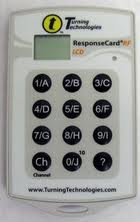 Turning
Technologies
ResponseCard® RF
LCD
1/A 2/B 3/C
4/D 5/E 6/F
7/G 8/H 9/I
10
Ch 0/J ?
Channel
www.TurningTechnologies.com